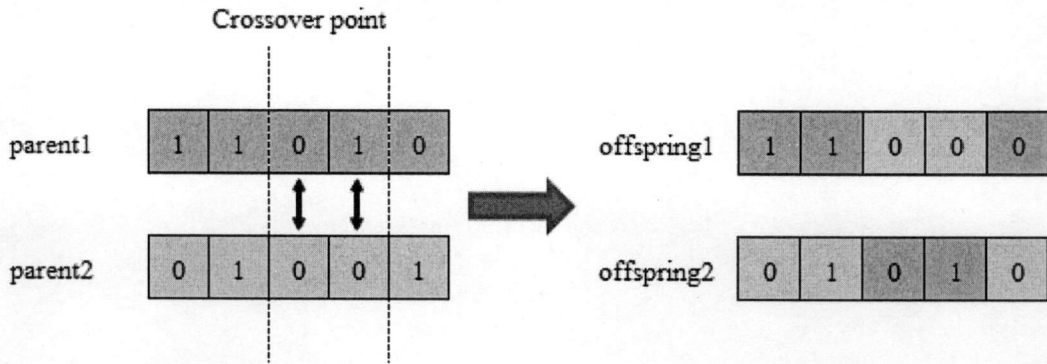 Crossover point
parent1 1 1 0 1 0
offspring1 1 1 0 0 0
parent2 0 1 0 0 1
offspring2 0 1 0 1 0